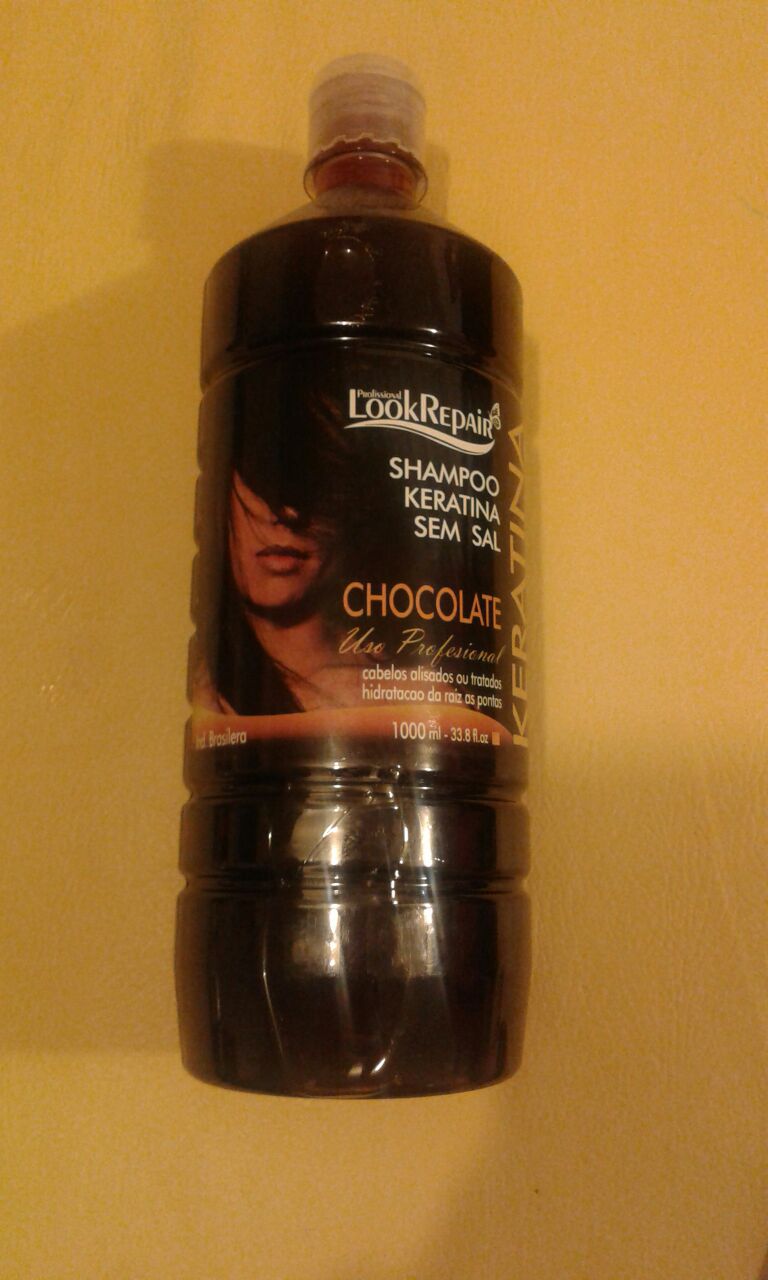 Profissional
LookRepair
SHAMPOO
KERATINA
SEM SAL
CHOCOLATE
Uso Profesional
cabelos alisados ou tratados
hidratacao da raiz as pontas
Ind. Brasilera
1000 ml - 33.8 fl.oz
KERATINA